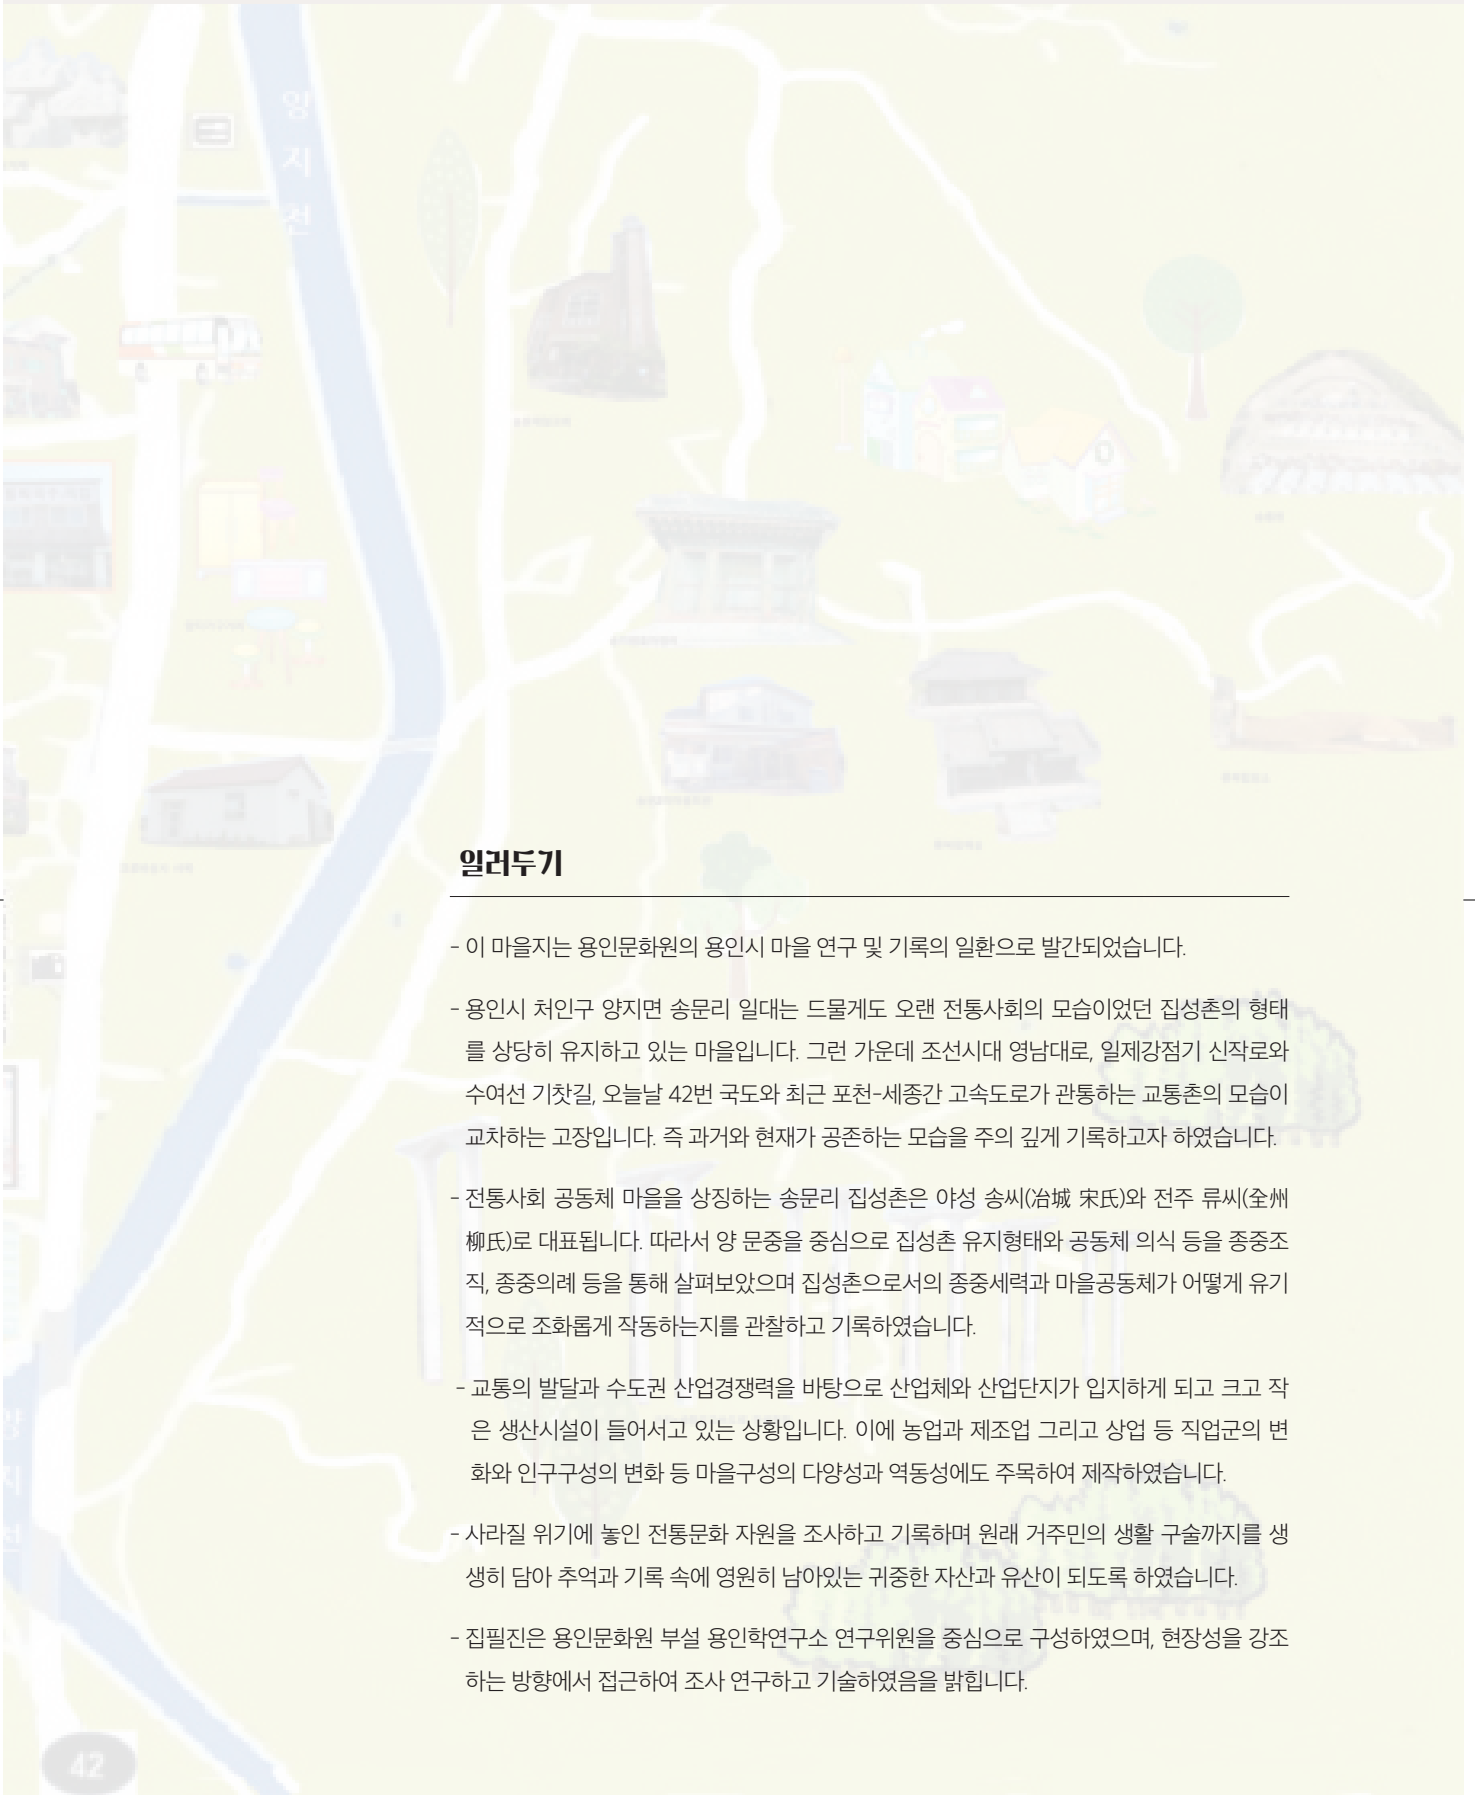 양
지
천
일러두기
- 이 마을지는 용인문화원의 용인시 마을 연구 및 기록의 일환으로 발간되었습니다.
- 용인시 처인구 양지면 송문리 일대는 드물게도 오랜 전통사회의 모습이었던 집성촌의 형태
를 상당히 유지하고 있는 마을입니다. 그런 가운데 조선시대 영남대로, 일제강점기 신작로와
수여선 기찻길, 오늘날 42번 국도와 최근 포천-세종간 고속도로가 관통하는 교통촌의 모습이
교차하는 고장입니다. 즉 과거와 현재가 공존하는 모습을 주의 깊게 기록하고자 하였습니다.
- 전통사회 공동체 마을을 상징하는 송문리 집성촌은 야성 송씨(冶城 宋氏)와 전주 류씨(全州
柳氏)로 대표됩니다. 따라서 양 문중을 중심으로 집성촌 유지형태와 공동체 의식 등을 종중조
직, 종중의례 등을 통해 살펴보았으며 집성촌으로서의 종중세력과 마을공동체가 어떻게 유기
적으로 조화롭게 작동하는지를 관찰하고 기록하였습니다.
- 교통의 발달과 수도권 산업경쟁력을 바탕으로 산업체와 산업단지가 입지하게 되고 크고 작
은 생산시설이 들어서고 있는 상황입니다. 이에 농업과 제조업 그리고 상업 등 직업군의 변
화와 인구구성의 변화 등 마을구성의 다양성과 역동성에도 주목하여 제작하였습니다.
- 사라질 위기에 놓인 전통문화 자원을 조사하고 기록하며 원래 거주민의 생활 구술까지를 생
생히 담아 추억과 기록 속에 영원히 남아있는 귀중한 자산과 유산이 되도록 하였습니다.
- 집필진은 용인문화원 부설 용인학연구소 연구위원을 중심으로 구성하였으며, 현장성을 강조
하는 방향에서 접근하여 조사 연구하고 기술하였음을 밝힙니다.
양
지
천
42